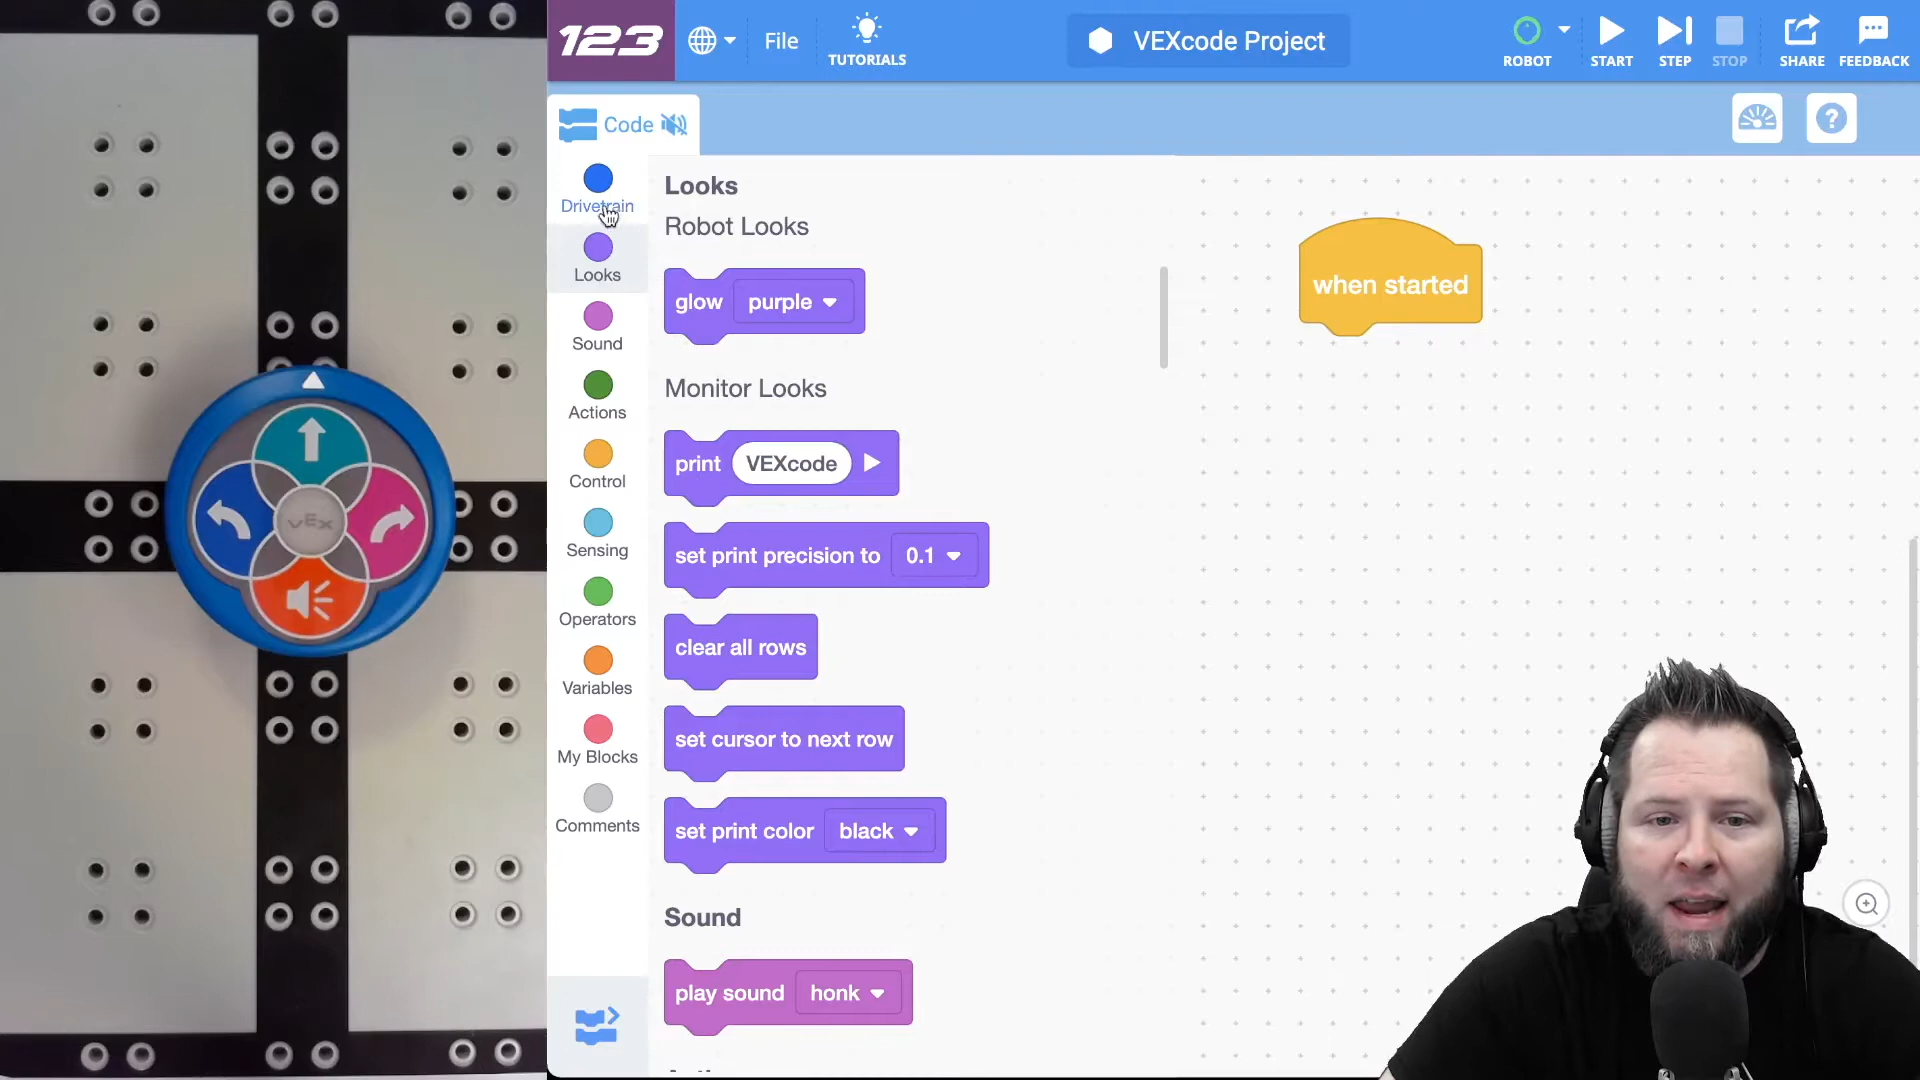 123
File
TUTORIALS
VEXcode Project
ROBOT
START
STEP
STOP
SHARE
FEEDBACK
Code
?
Drivetrain
Looks
Sound
Actions
Control
Sensing
Operators
Variables
My Blocks
Comments
Looks
Robot Looks
glow purple
Monitor Looks
print VEXcode
set print precision to 0.1
clear all rows
set cursor to next row
set print color black
Sound
play sound honk
when started
vex